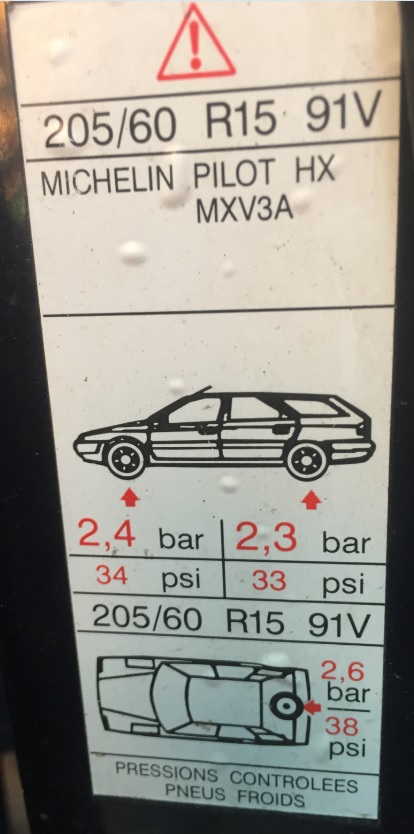 205/60 R15 91V
MICHELIN PILOT HX
MXV3A
2,4 bar 2,3 bar
34 psi 33 psi
205/60 R15 91V
2,6
bar
38
psi
PRESSIONS CONTROLEES
PNEUS FROIDS